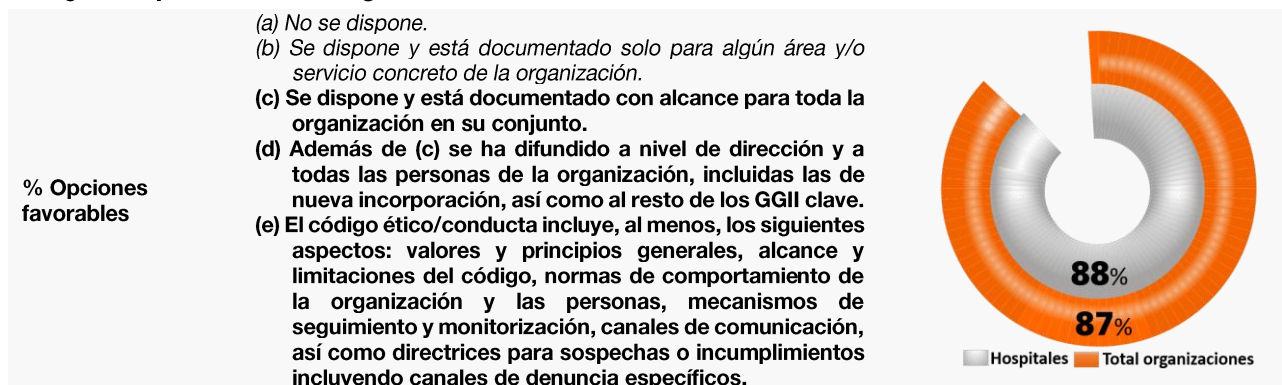 (a) No se dispone.
(b) Se dispone y está documentado solo para algún área y/o
servicio concreto de la organización.
(c) Se dispone y está documentado con alcance para toda la
organización en su conjunto.
(d) Además de (c) se ha difundido a nivel de dirección y a
todas las personas de la organización, incluidas las de
nueva incorporación, así como al resto de los GGII clave.
(e) El código ético/conducta incluye, al menos, los siguientes
aspectos: valores y principios generales, alcance y
limitaciones del código, normas de comportamiento de
la organización y las personas, mecanismos de
seguimiento y monitorización, canales de comunicación,
así como directrices para sospechas o incumplimientos
incluyendo canales de denuncia específicos.
% Opciones
favorables
88%
87%
Hospitales Total organizaciones